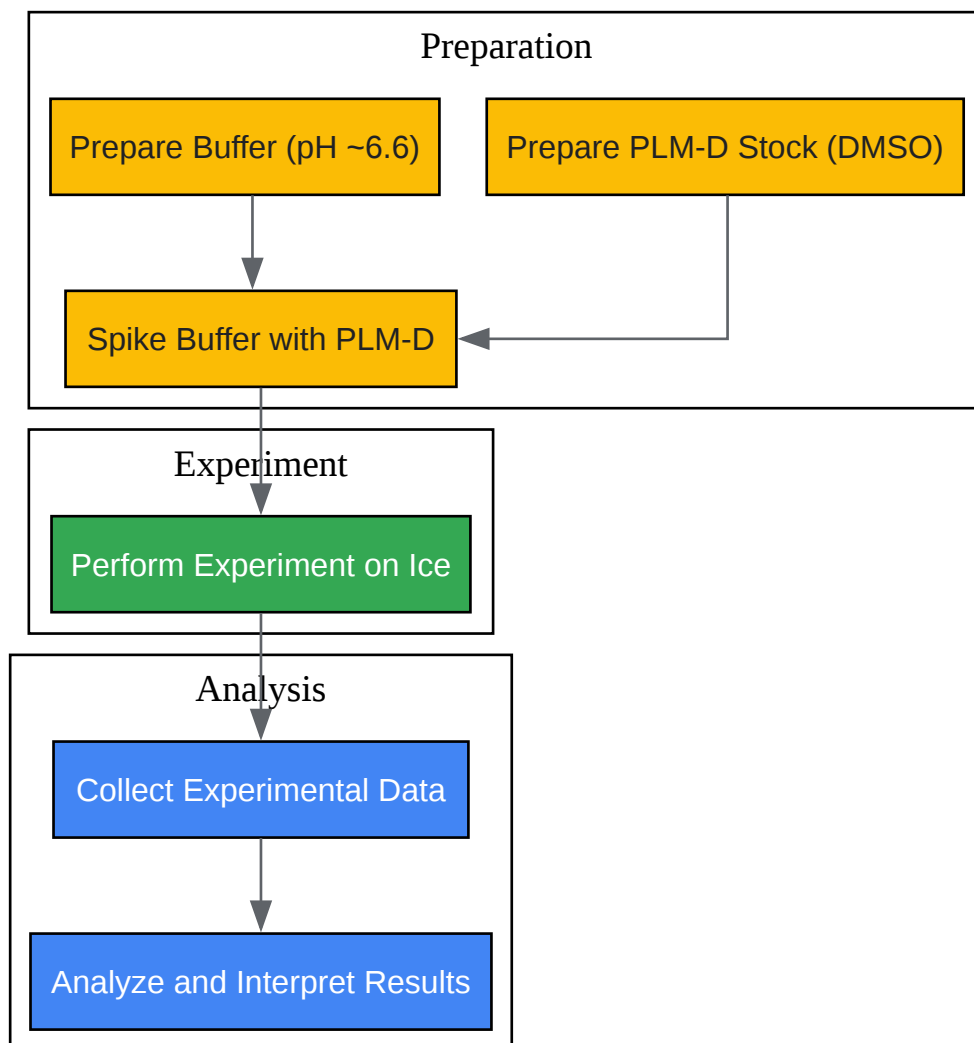 Preparation
Prepare Buffer (pH ~6.6)
Prepare PLM-D Stock (DMSO)
Spike Buffer with PLM-D
Experiment
Perform Experiment on Ice
Analysis
Collect Experimental Data
Analyze and Interpret Results